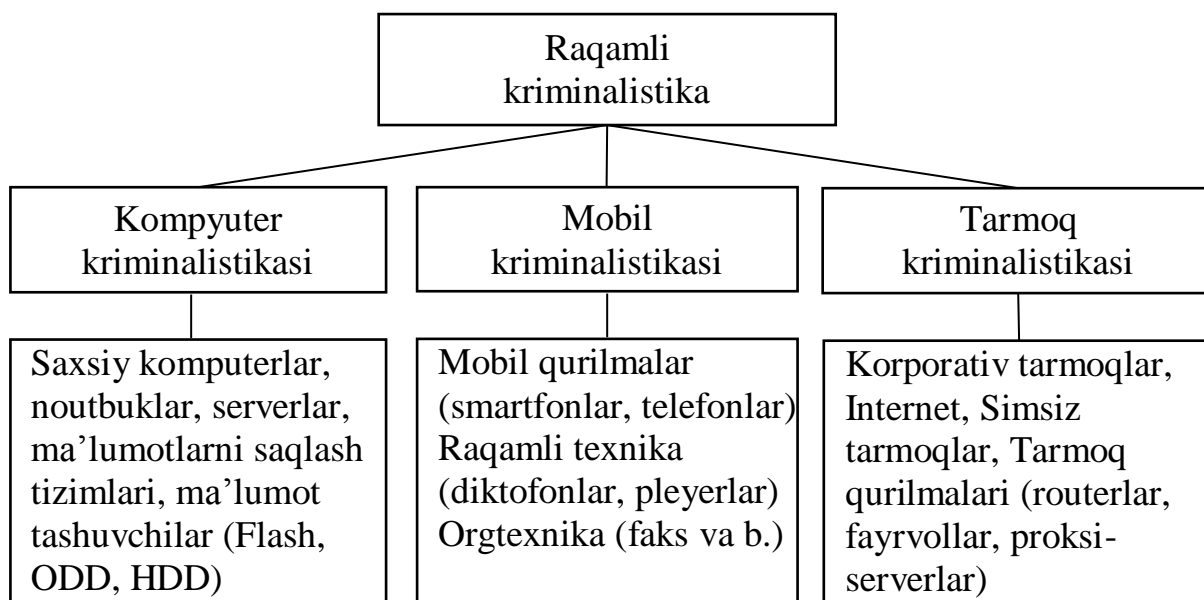 Raqamli
kriminalistika
Kompyuter
kriminalistikasi
Mobil
kriminalistikasi
Tarmoq
kriminalistikasi
Saxsiy komputerlar,
noutbuklar, serverlar,
ma’lumotlarni saqlash
tizimlari, ma’lumot
tashuvchilar (Flash,
ODD, HDD)
Mobil qurilmalar
(smartfonlar, telefonlar)
Raqamli texnika
(diktofonlar, pleyerlar)
Orgtexnika (faks va b.)
Korporativ tarmoqlar,
Internet, Simsiz
tarmoqlar, Tarmoq
qurilmalari (routerlar,
fayrvollar, proksi-
serverlar)